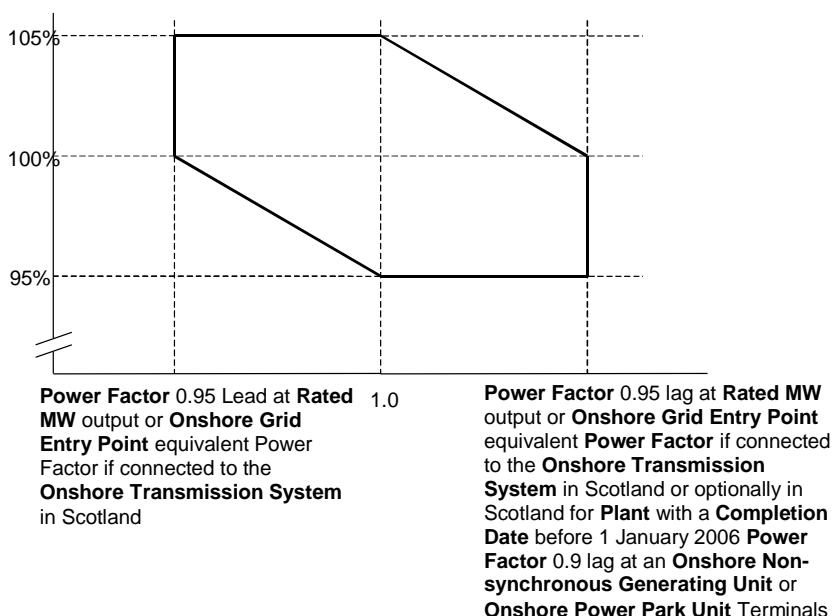 105%
100%
95%
Power Factor 0.95 Lead at Rated
MW output or Onshore Grid
Entry Point equivalent Power
Factor if connected to the
Onshore Transmission System
in Scotland
1.0
Power Factor 0.95 lag at Rated MW
output or Onshore Grid Entry Point
equivalent Power Factor if connected
to the Onshore Transmission
System in Scotland or optionally in
Scotland for Plant with a Completion
Date before 1 January 2006 Power
Factor 0.9 lag at an Onshore Non-
synchronous Generating Unit or
Onshore Power Park Unit Terminals